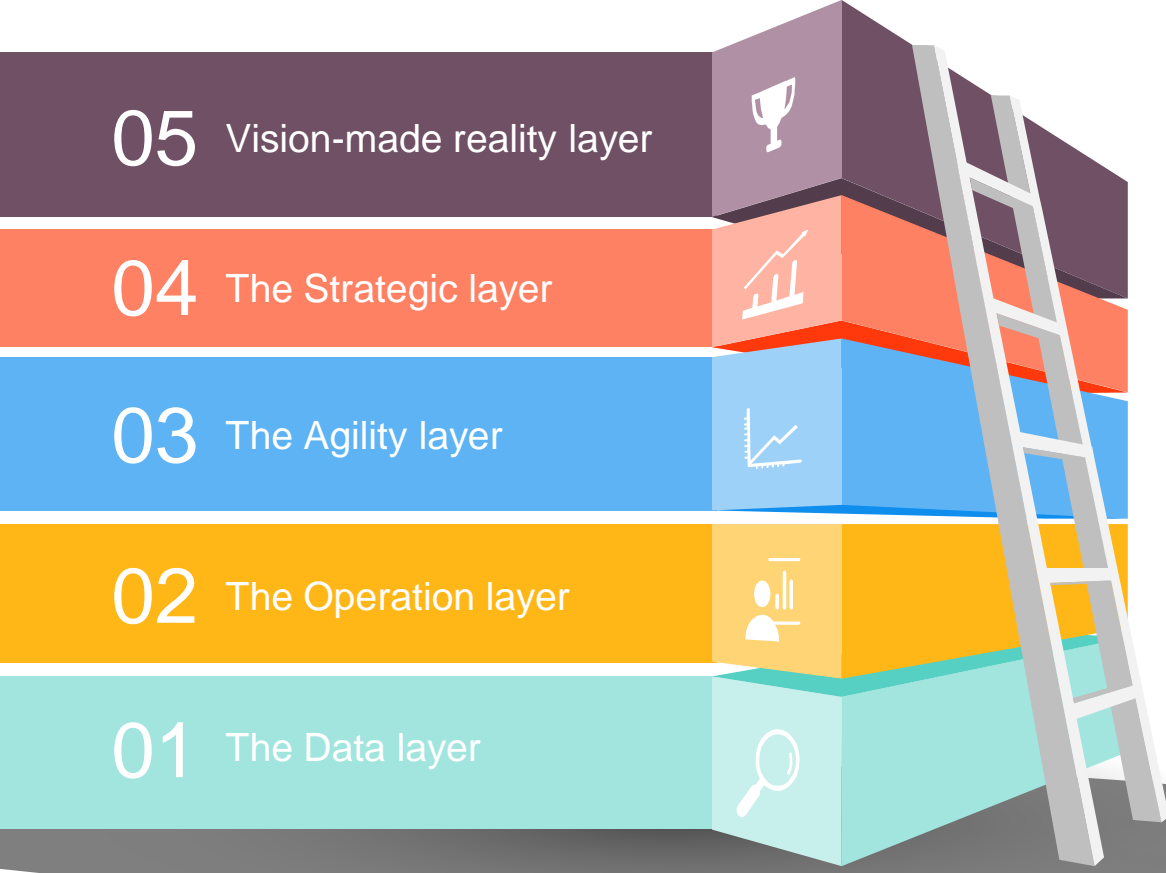 05 Vision-made reality layer
04 The Strategic layer
03 The Agility layer
02 The Operation layer
01 The Data layer